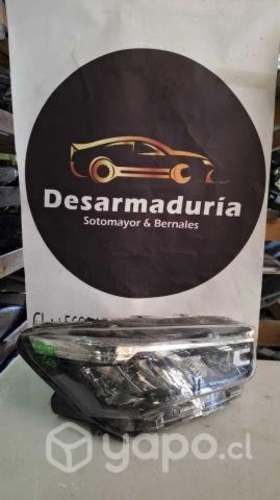 Desarmaduría
Sotomayor & Bernales
yapo.cl